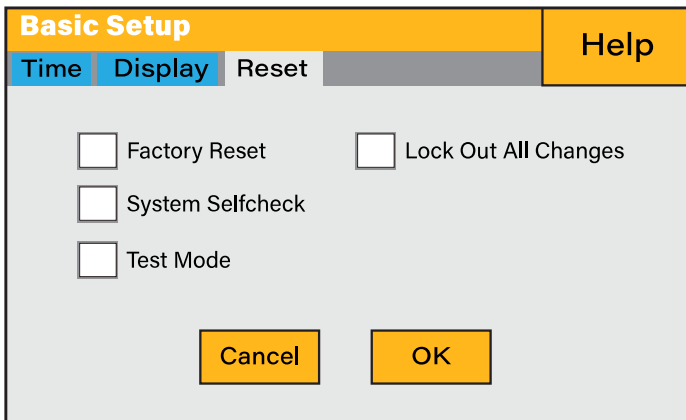 Basic Setup
Help
Time Display Reset
Factory Reset
Lock Out All Changes
System Selfcheck
Test Mode
Cancel
OK